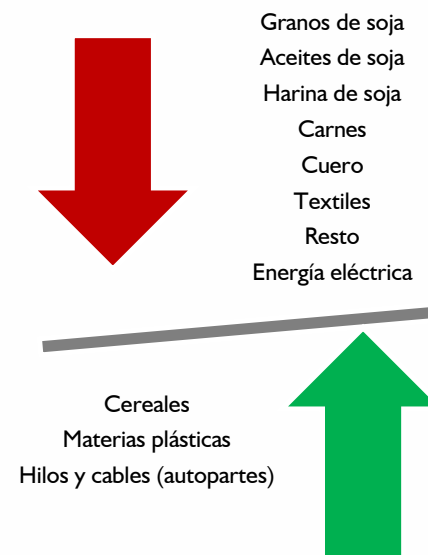 Granos de soja
Aceites de soja
Harina de soja
Carnes
Cuero
Textiles
Resto
Energía eléctrica
Cereales
Materias plásticas
Hilos y cables (autopartes)